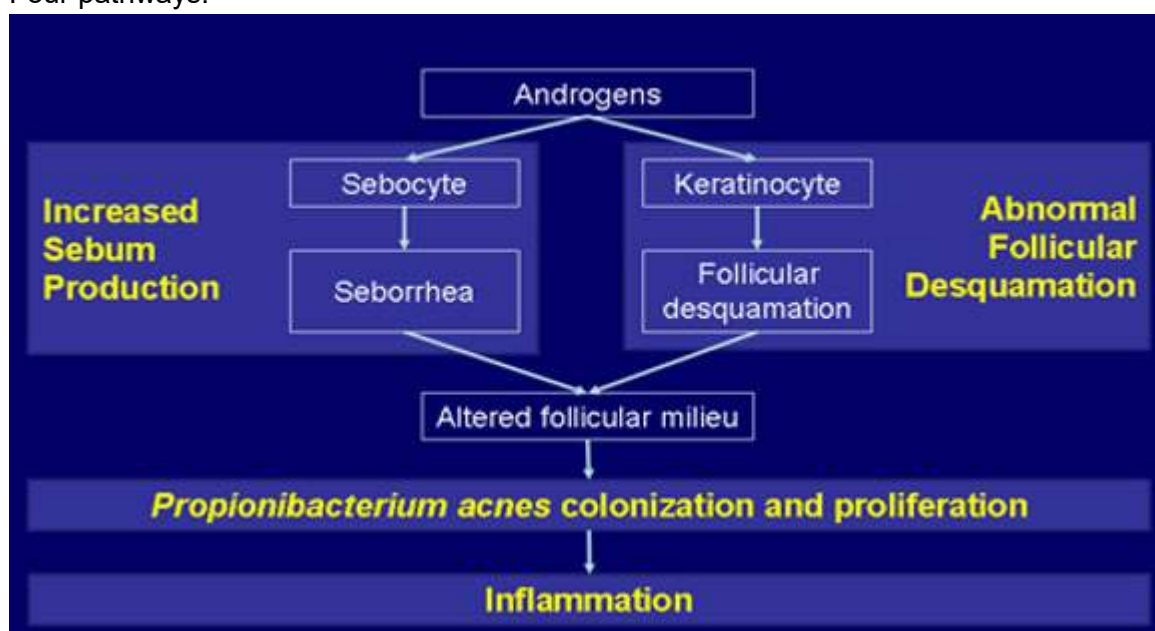 Four pathways:
Androgens
Increased
Sebum
Production
Sebocyte
Seborrhea
Keratinocyte
Follicular
desquamation
Abnormal
Follicular
Desquamation
Altered follicular milieu
Propionibacterium acnes colonization and proliferation
Inflammation